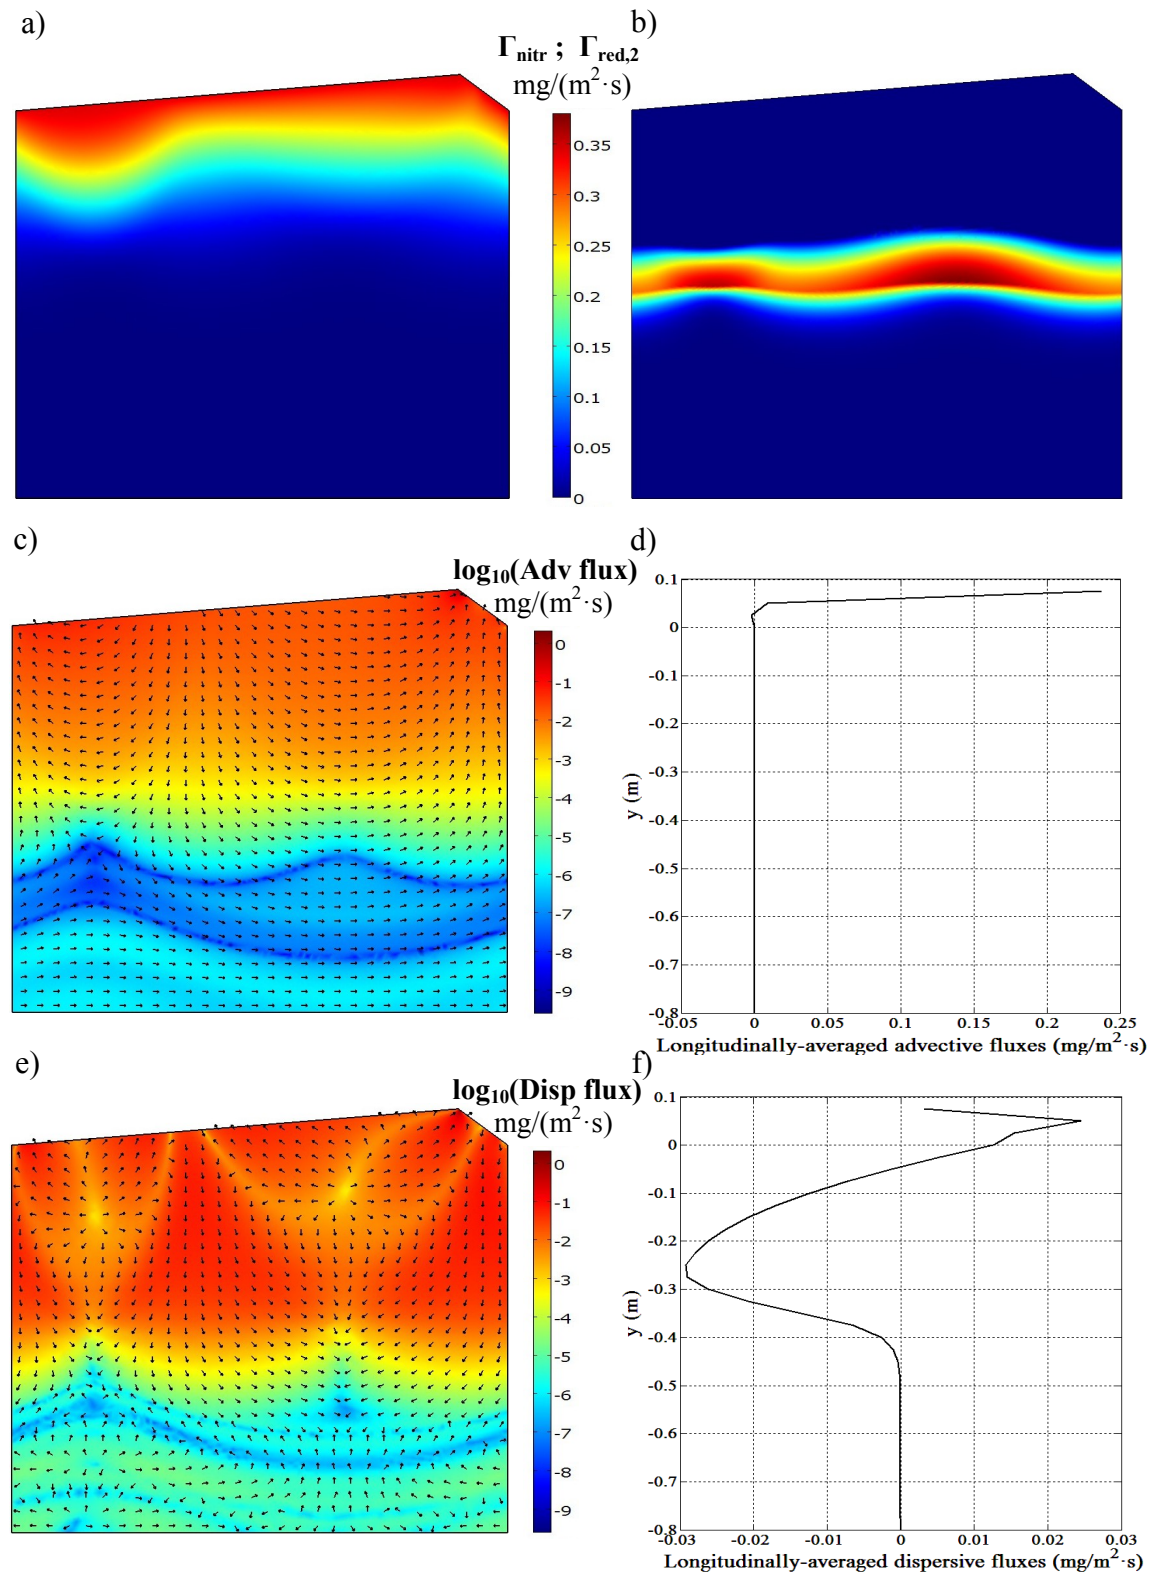 a)
b)
Γnitr ; Γred,2
mg/(m²·s)
0.35
0.3
0.25
0.2
0.15
0.1
0.05
0
c)
d)
log₁₀(Adv flux)
mg/(m²·s)
0
-1
-2
-3
-4
-5
-6
-7
-8
-9
y (m)
0.1
0
-0.1
-0.2
-0.3
-0.4
-0.5
-0.6
-0.7
-0.8
-0.05 0 0.05 0.1 0.15 0.2 0.25
Longitudinally-averaged advective fluxes (mg/m²·s)
e)
f)
log₁₀(Disp flux)
mg/(m²·s)
0
-1
-2
-3
-4
-5
-6
-7
-8
-9
y (m)
0.1
0
-0.1
-0.2
-0.3
-0.4
-0.5
-0.6
-0.7
-0.8
-0.03 -0.02 -0.01 0 0.01 0.02 0.03
Longitudinally-averaged dispersive fluxes (mg/m²·s)